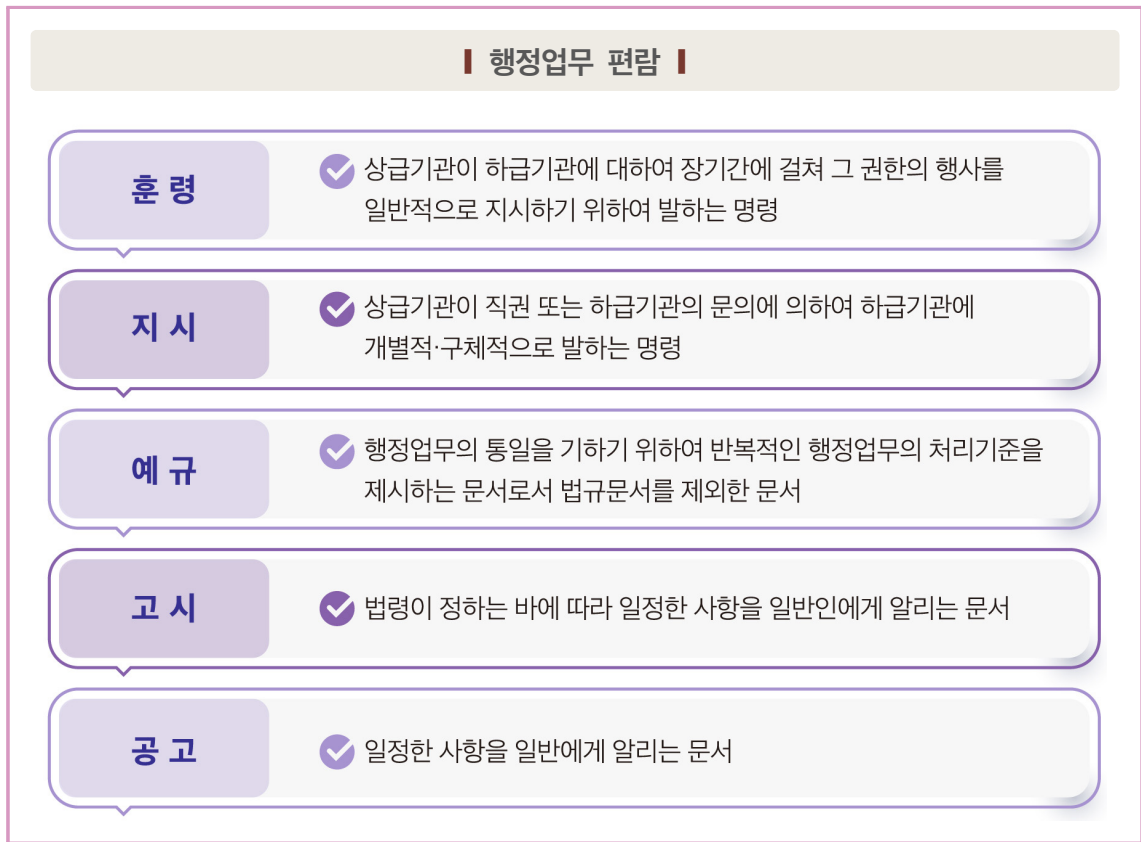 행정업무 편람
훈 령
상급기관이 하급기관에 대하여 장기간에 걸쳐 그 권한의 행사를
일반적으로 지시하기 위하여 발하는 명령
지 시
상급기관이 직권 또는 하급기관의 문의에 의하여 하급기관에
개별적·구체적으로 발하는 명령
예 규
행정업무의 통일을 기하기 위하여 반복적인 행정업무의 처리기준을
제시하는 문서로서 법규문서를 제외한 문서
고 시
법령이 정하는 바에 따라 일정한 사항을 일반인에게 알리는 문서
공 고
일정한 사항을 일반에게 알리는 문서